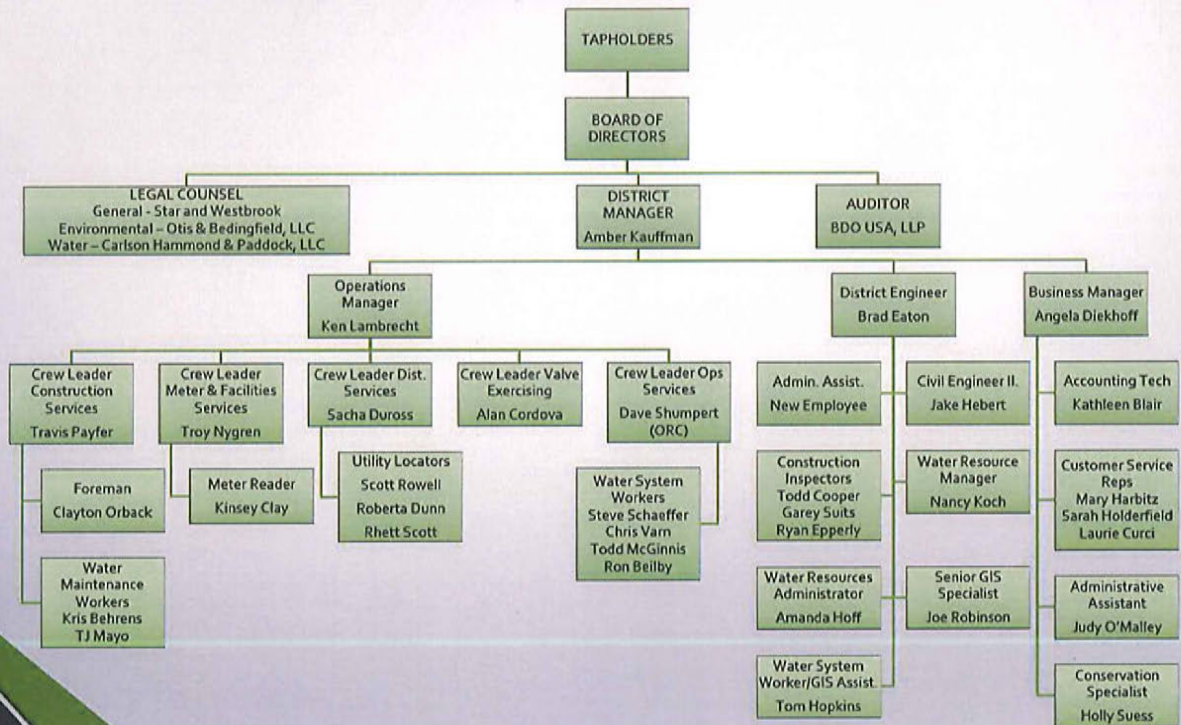 TAPHOLDERS
BOARD OF
DIRECTORS
LEGAL COUNSEL
General - Star and Westbrook
Environmental – Otis & Bedingfield, LLC
Water – Carlson Hammond & Paddock, LLC
DISTRICT
MANAGER
Amber Kauffman
AUDITOR
BDO USA, LLP
Operations
Manager
Ken Lambrecht
District Engineer
Brad Eaton
Business Manager
Angela Diekhoff
Crew Leader
Construction
Services
Travis Payfer
Crew Leader
Meter & Facilities
Services
Troy Nygren
Crew Leader Dist.
Services
Sacha Duross
Crew Leader Valve
Exercising
Alan Cordova
Crew Leader Ops
Services
Dave Shumpert
(ORC)
Foreman
Clayton Orback
Water
Maintenance
Workers
Kris Behrens
TJ Mayo
Meter Reader
Kinsey Clay
Utility Locators
Scott Rowell
Roberta Dunn
Rhett Scott
Water System
Workers
Steve Schaeffer
Chris Varn
Todd McGinnis
Ron Beilby
Admin. Assist.
New Employee
Civil Engineer II.
Jake Hebert
Construction
Inspectors
Todd Cooper
Garey Suits
Ryan Epperly
Water Resource
Manager
Nancy Koch
Water Resources
Administrator
Amanda Hoff
Senior GIS
Specialist
Joe Robinson
Water System
Worker/GIS Assist.
Tom Hopkins
Accounting Tech
Kathleen Blair
Customer Service
Reps
Mary Harbitz
Sarah Holderfield
Laurie Curci
Administrative
Assistant
Judy O'Malley
Conservation
Specialist
Holly Suess